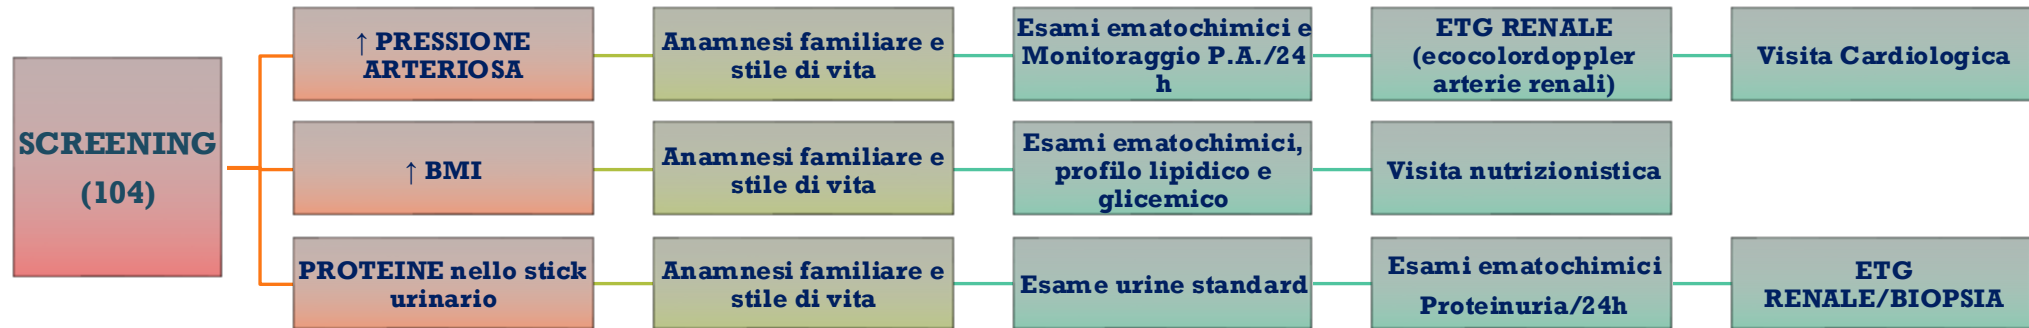 SCREENING
(104)
↑ PRESSIONE
ARTERIOSA
Anamnesi familiare e
stile di vita
Esami ematochimici e
Monitoraggio P.A./24
h
ETG RENALE
(ecocolordoppler
arterie renali)
Visita Cardiologica
↑ BMI
Anamnesi familiare e
stile di vita
Esami ematochimici,
profilo lipidico e
glicemico
Visita nutrizionistica
PROTEINE nello stick
urinario
Anamnesi familiare e
stile di vita
Esame urine standard
Esami ematochimici
Proteinuria/24h
ETG
RENALE/BIOPSIA